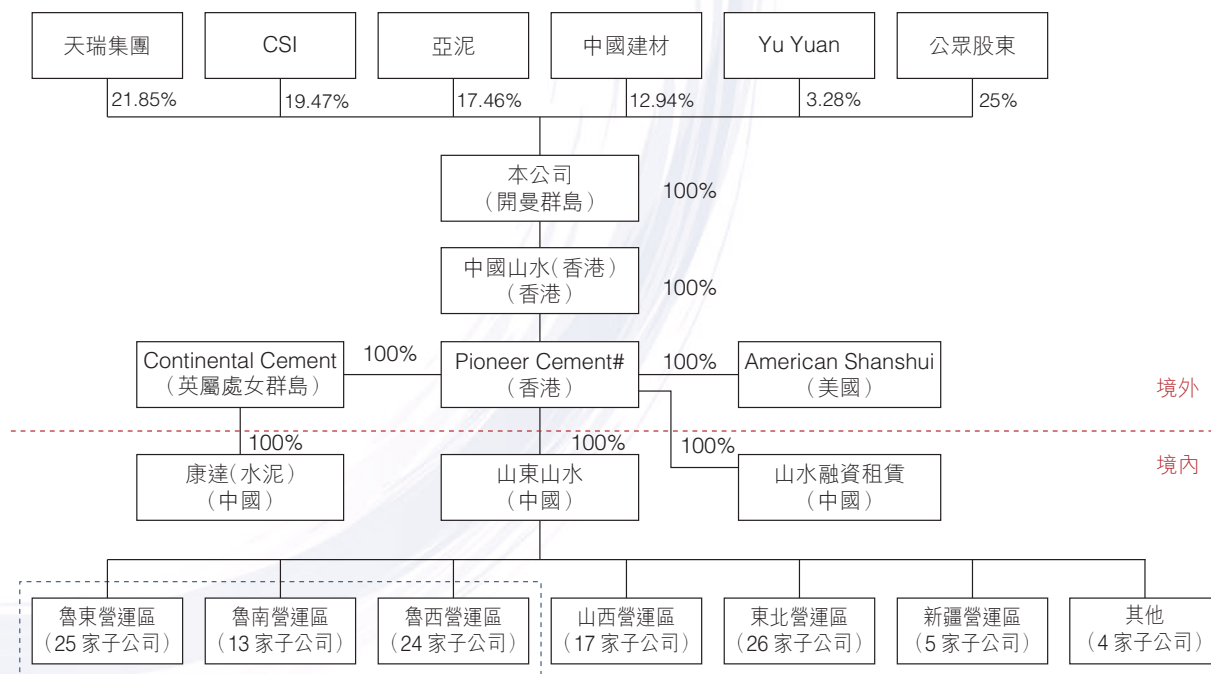 天瑞集團
CSI
亞泥
中國建材
Yu Yuan
公眾股東
21.85%
19.47%
17.46%
12.94%
3.28%
25%
本公司
（開曼群島）
100%
中國山水（香港）
（香港）
100%
Continental Cement
（英屬處女群島）
100%
Pioneer Cement#
（香港）
100%
American Shanshui
（美國）
境外
100%
100%
100%
境內
康達（水泥）
（中國）
山東山水
（中國）
山水融資租賃
（中國）
魯東營運區
（25 家子公司）
魯南營運區
（13 家子公司）
魯西營運區
（24 家子公司）
山西營運區
（17 家子公司）
東北營運區
（26 家子公司）
新疆營運區
（5 家子公司）
其他
（4 家子公司）